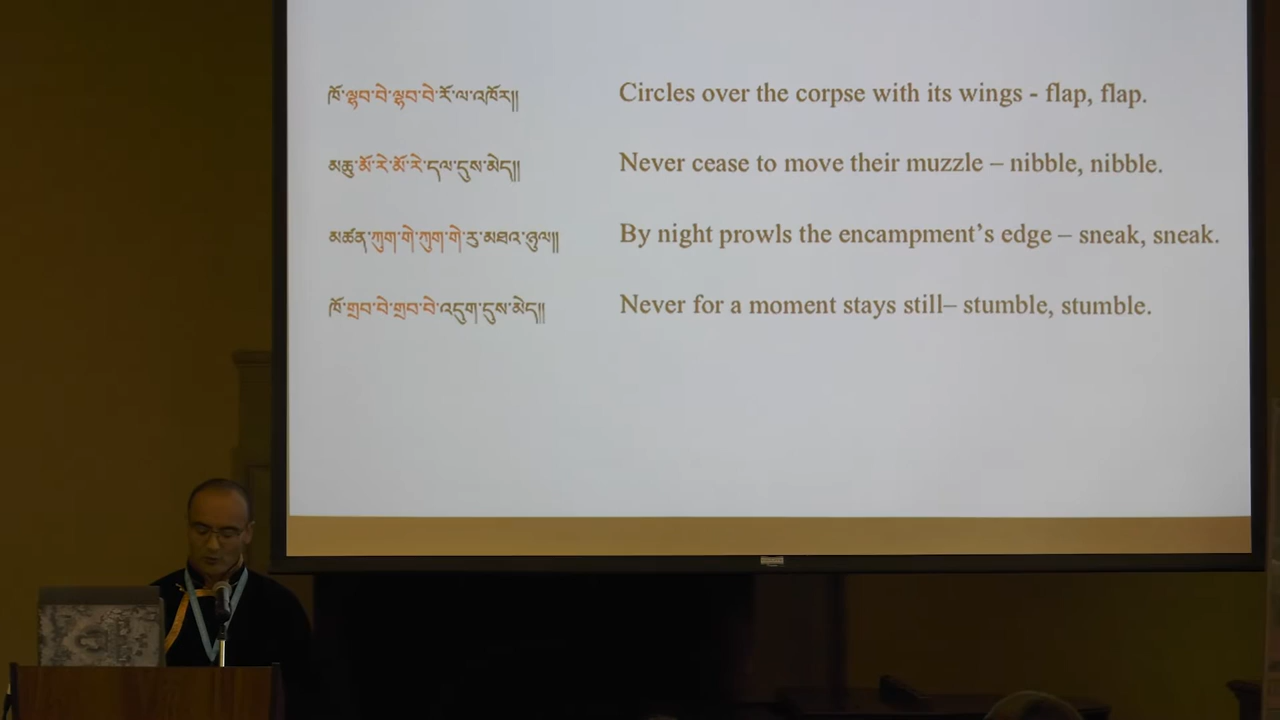 ཁོ་ལྷབ་བེ་ལྷབ་བེ་རོ་ལ་འཁོར༎ Circles over the corpse with its wings - flap, flap.
མཆུ་མོ་རེ་མོ་རེ་དལ་དུས་མེད༎ Never cease to move their muzzle – nibble, nibble.
མཚན་ཀུག་གེ་ཀུག་གེ་རུ་མཐའ་ཉུལ༎ By night prowls the encampment’s edge – sneak, sneak.
ཁོ་གྲབ་བེ་གྲབ་བེ་འདུག་དུས་མེད༎ Never for a moment stays still– stumble, stumble.